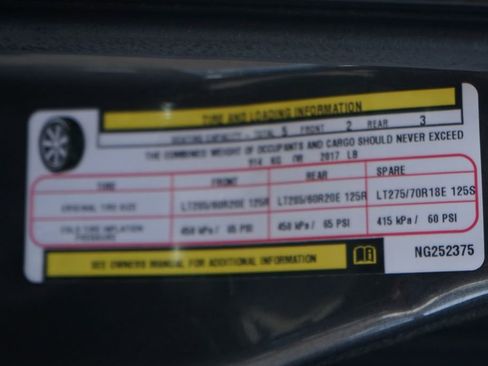 TIRE AND LOADING INFORMATION
SEATING CAPACITY - TOTAL 5 FRONT 2 REAR 3
THE COMBINED WEIGHT OF OCCUPANTS AND CARGO SHOULD NEVER EXCEED
914 KG OR 2017 LB
TIRE FRONT REAR SPARE
ORIGINAL TIRE SIZE LT285/60R20E 125R LT285/60R20E 125R LT275/70R18E 125S
COLD TIRE INFLATION PRESSURE 450 kPa / 65 PSI 450 kPa / 65 PSI 415 kPa / 60 PSI
SEE OWNERS MANUAL FOR ADDITIONAL INFORMATION
NG252375